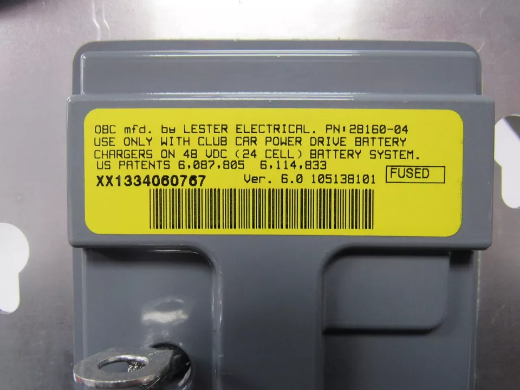 OBC mfd. by LESTER ELECTRICAL. PN:28160-04
USE ONLY WITH CLUB CAR POWER DRIVE BATTERY
CHARGERS ON 48 VDC (24 CELL) BATTERY SYSTEM.
US PATENTS 6,087,805 6,114,833
FUSED
XX1334060767 Ver. 6.0 105138101